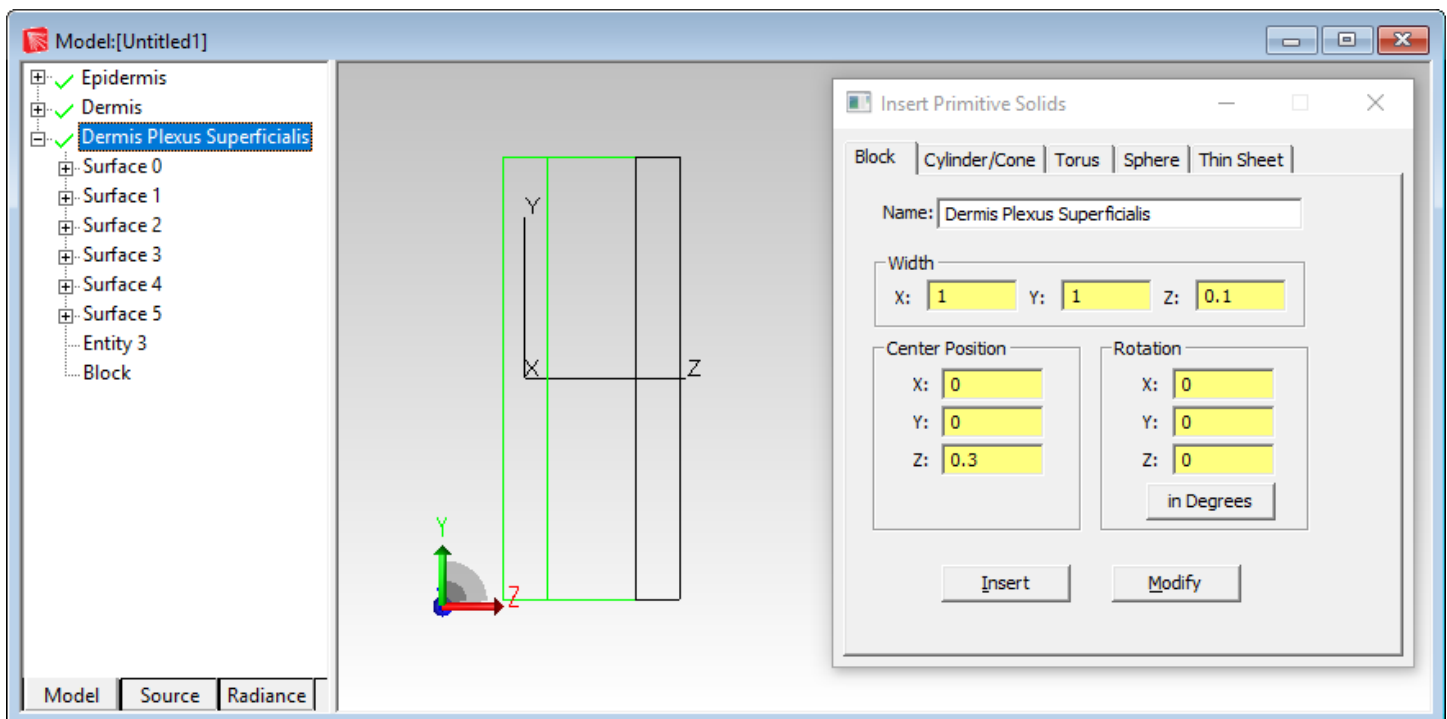 Model:[Untitled1]
Epidermis
Dermis
Dermis Plexus Superficialis
Surface 0
Surface 1
Surface 2
Surface 3
Surface 4
Surface 5
Entity 3
Block
Model Source Radiance
Y
X Z
Y
Z
Insert Primitive Solids
Block Cylinder/Cone Torus Sphere Thin Sheet
Name: Dermis Plexus Superficialis
Width
X: 1 Y: 1 Z: 0.1
Center Position
X: 0
Y: 0
Z: 0.3
Rotation
X: 0
Y: 0
Z: 0
in Degrees
Insert Modify